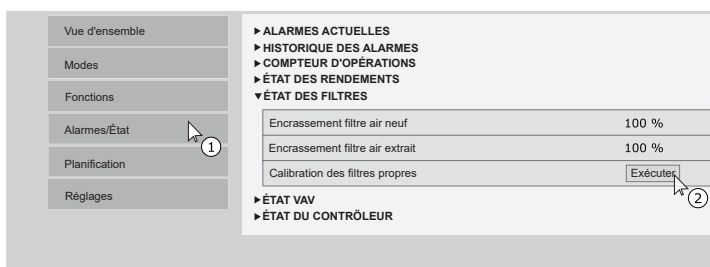 Vue d'ensemble
Modes
Fonctions
Alarmes/État
1
Planification
Réglages
▶ALARMES ACTUELLES
▶HISTORIQUE DES ALARMES
▶COMPTEUR D'OPÉRATIONS
▶ÉTAT DES RENDEMENTS
▼ÉTAT DES FILTRES
Encrassement filtre air neuf 100 %
Encrassement filtre air extrait 100 %
Calibration des filtres propres Exécuter
2
▶ÉTAT VAV
▶ÉTAT DU CONTRÖLEUR